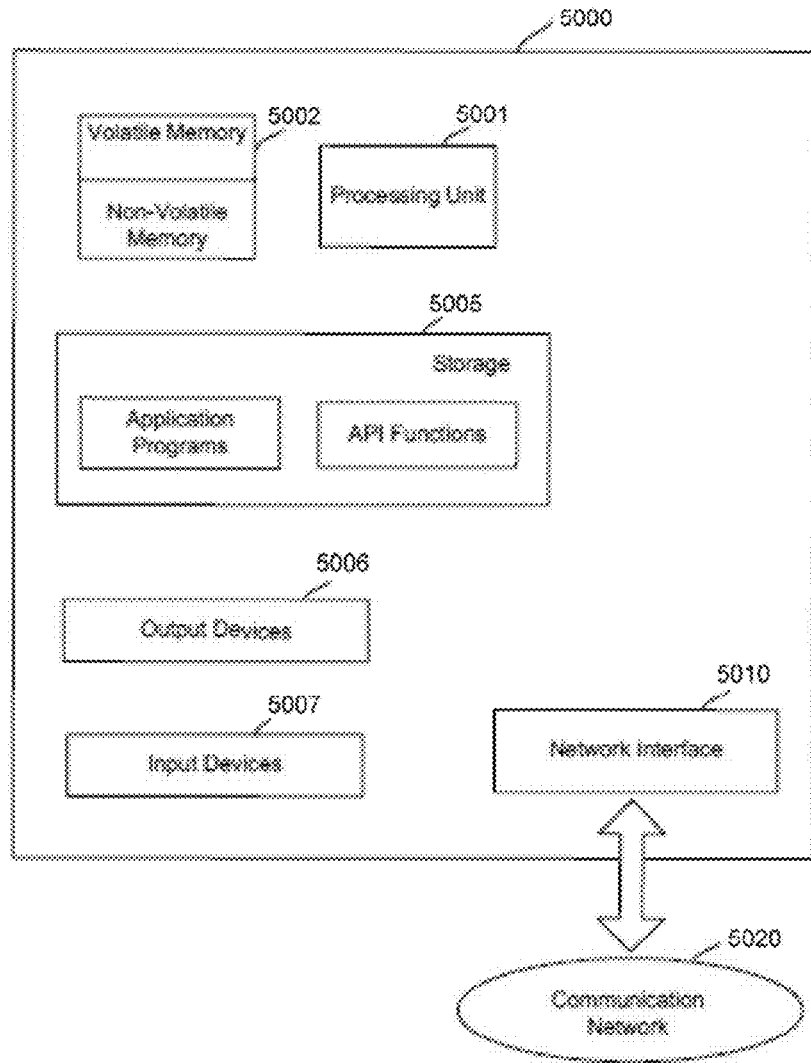 5000
5002
5001
Volatile Memory
Non-Volatile
Memory
Processing Unit
5005
Storage
Application
Programs
API Functions
5006
Output Devices
5007
Input Devices
5010
Network Interface
5020
Communication
Network